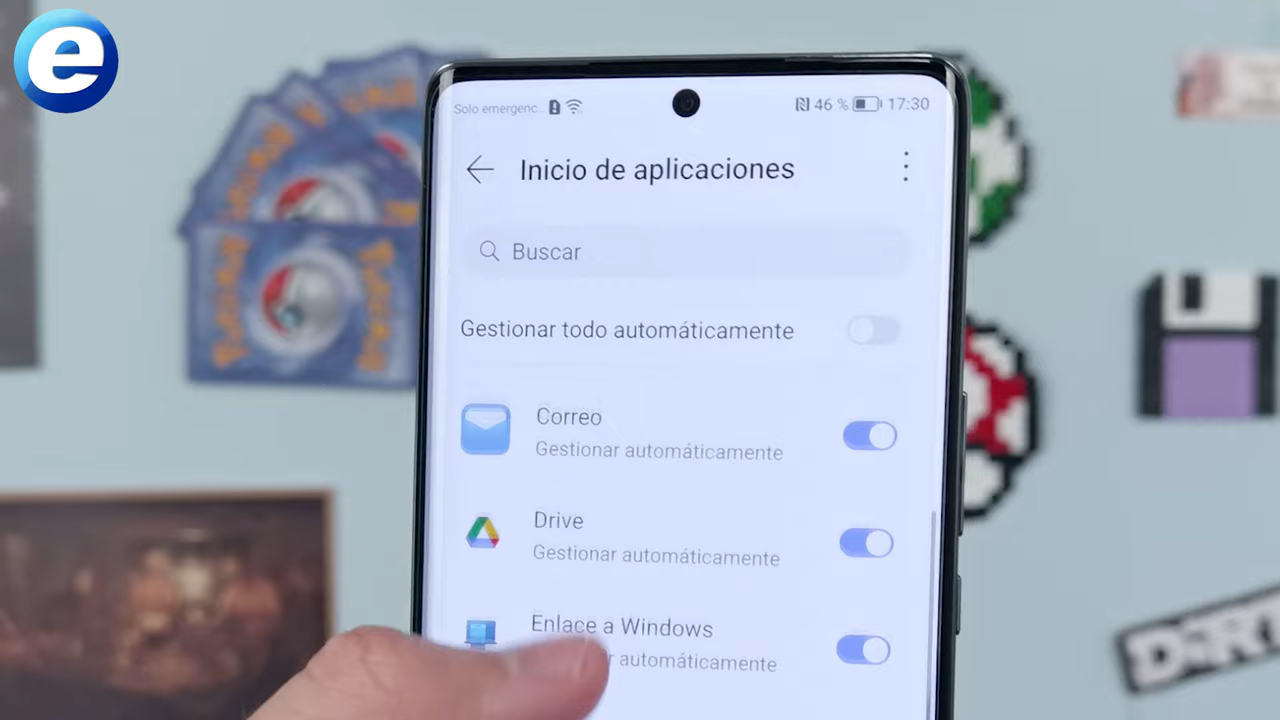 e
Solo emergenc...
46 %
17:30
Inicio de aplicaciones
Buscar
Gestionar todo automáticamente
Correo
Gestionar automáticamente
Drive
Gestionar automáticamente
Enlace a Windows
automáticamente